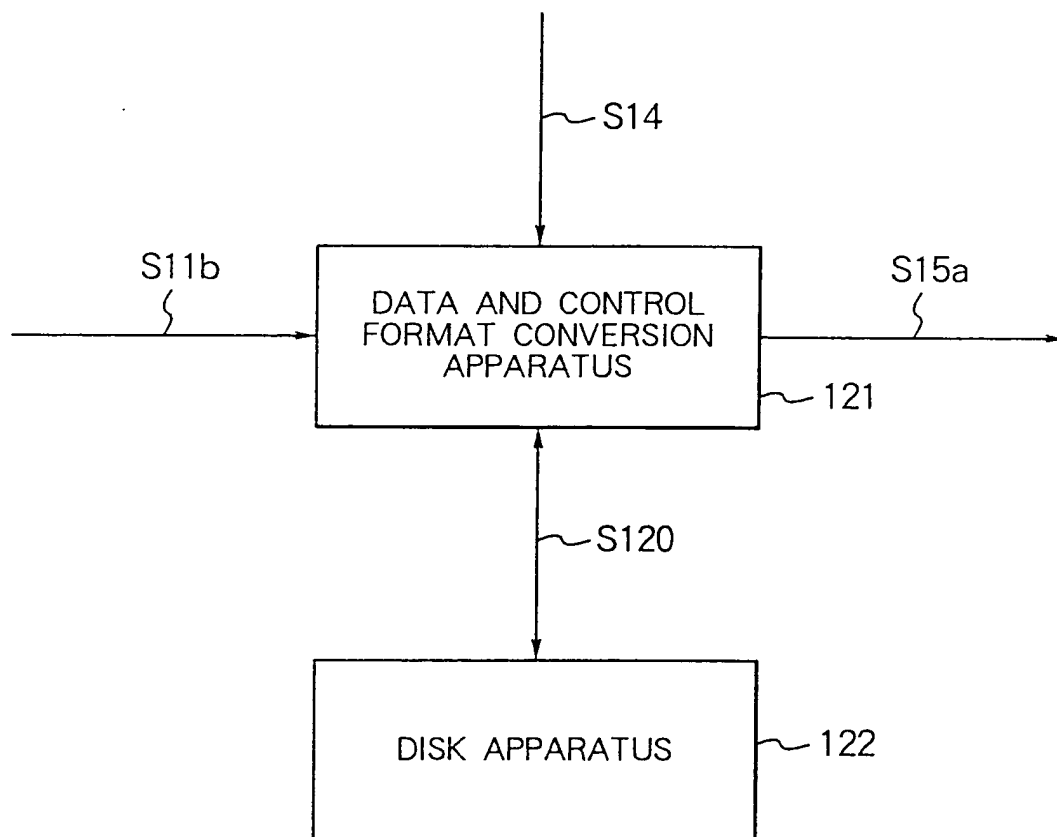 S14
S11b
S15a
DATA AND CONTROL
FORMAT CONVERSION
APPARATUS
121
S120
DISK APPARATUS
122